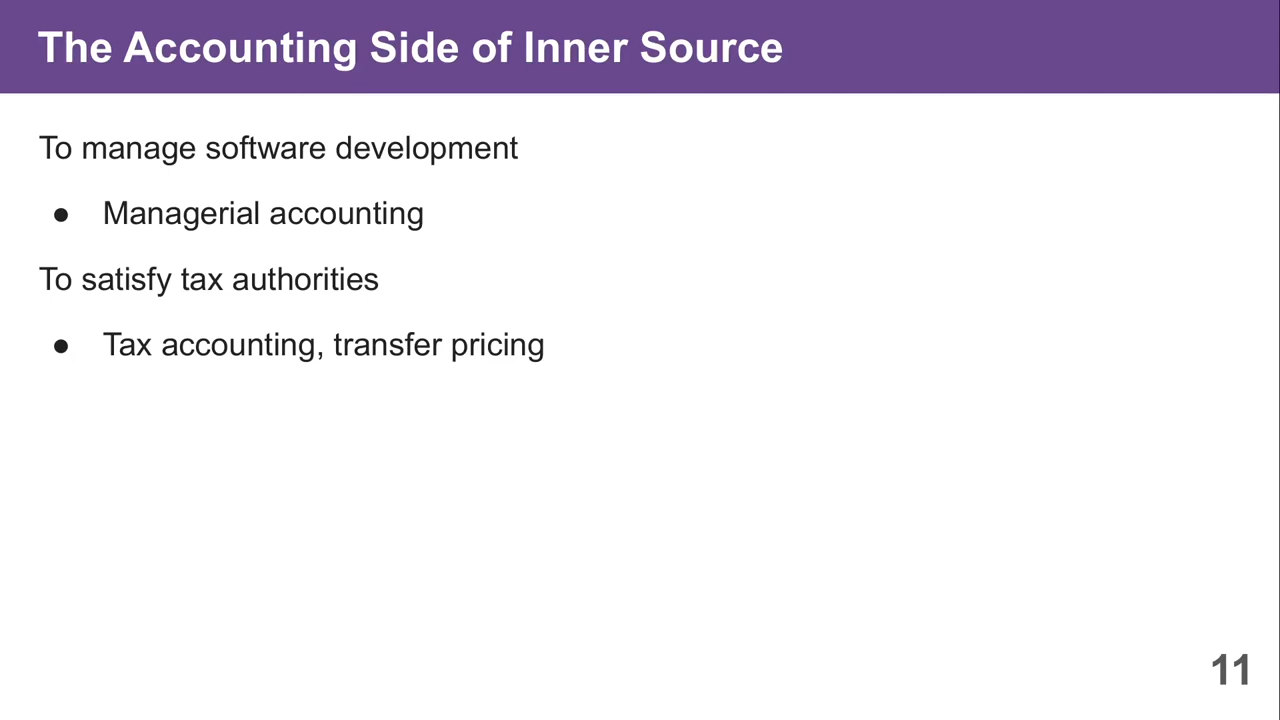 The Accounting Side of Inner Source
To manage software development
● Managerial accounting
To satisfy tax authorities
● Tax accounting, transfer pricing
11